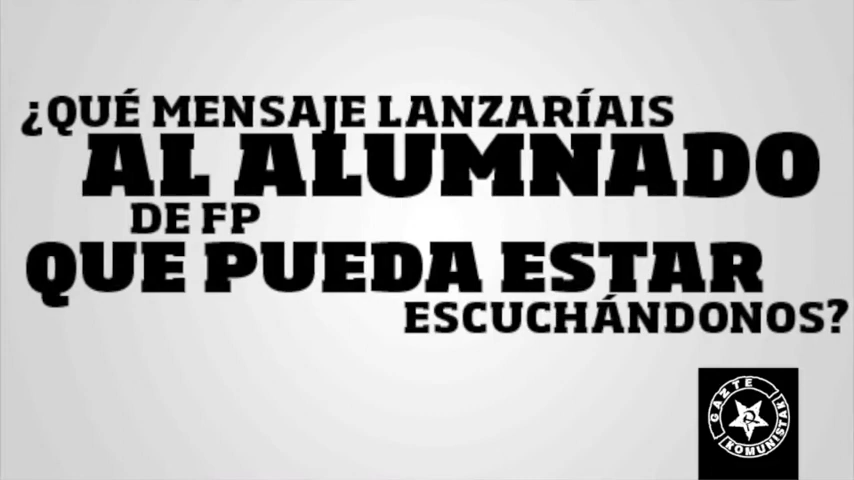 ¿QUÉ MENSAJE LANZARÍAIS
AL ALUMNADO
DE FP
QUE PUEDA ESTAR
ESCUCHÁNDONOS?
GAZTE
KOMUNISTAK